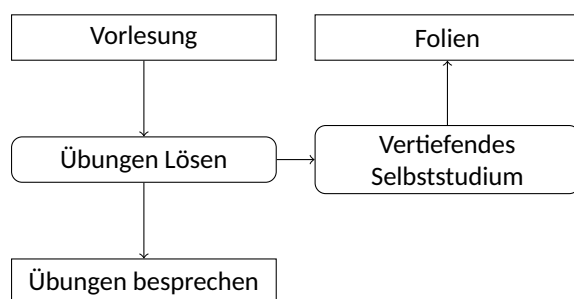 Vorlesung
Folien
Übungen Lösen
Vertiefendes
Selbststudium
Übungen besprechen